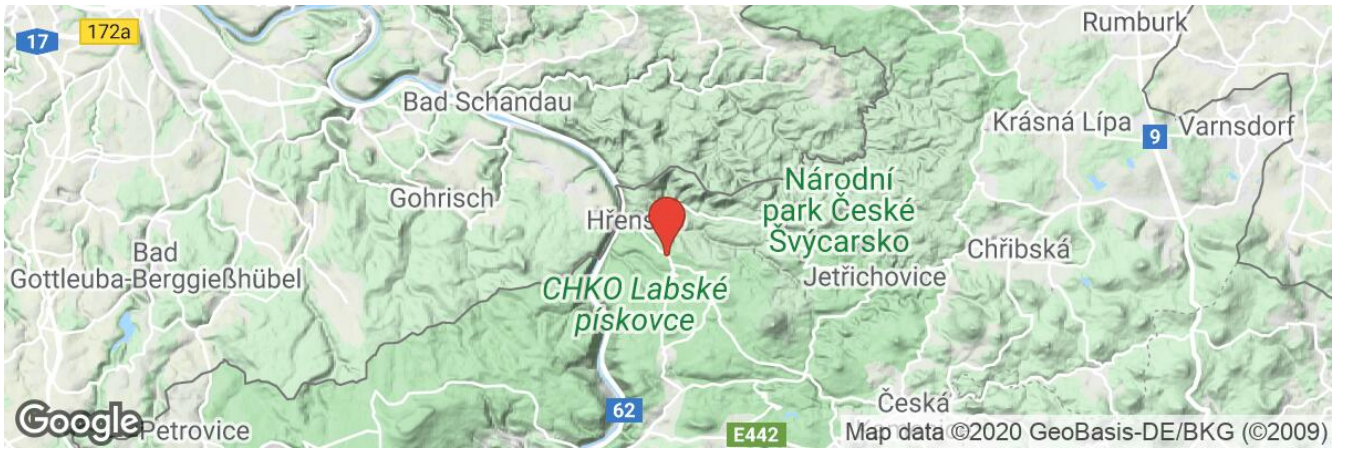 Rumburk
172a
17
Bad Schandau
Krásná Lípa
9
Varnsdorf
Národní
park České
Švýcarsko
Gohrisch
Hřens
Chřibská
Bad
Gottleuba-Berggießhübel
Jetřichovice
CHKO Labské
pískovce
Česká
62
Google
Petrovice
E442
Map data ©2020 GeoBasis-DE/BKG (©2009)